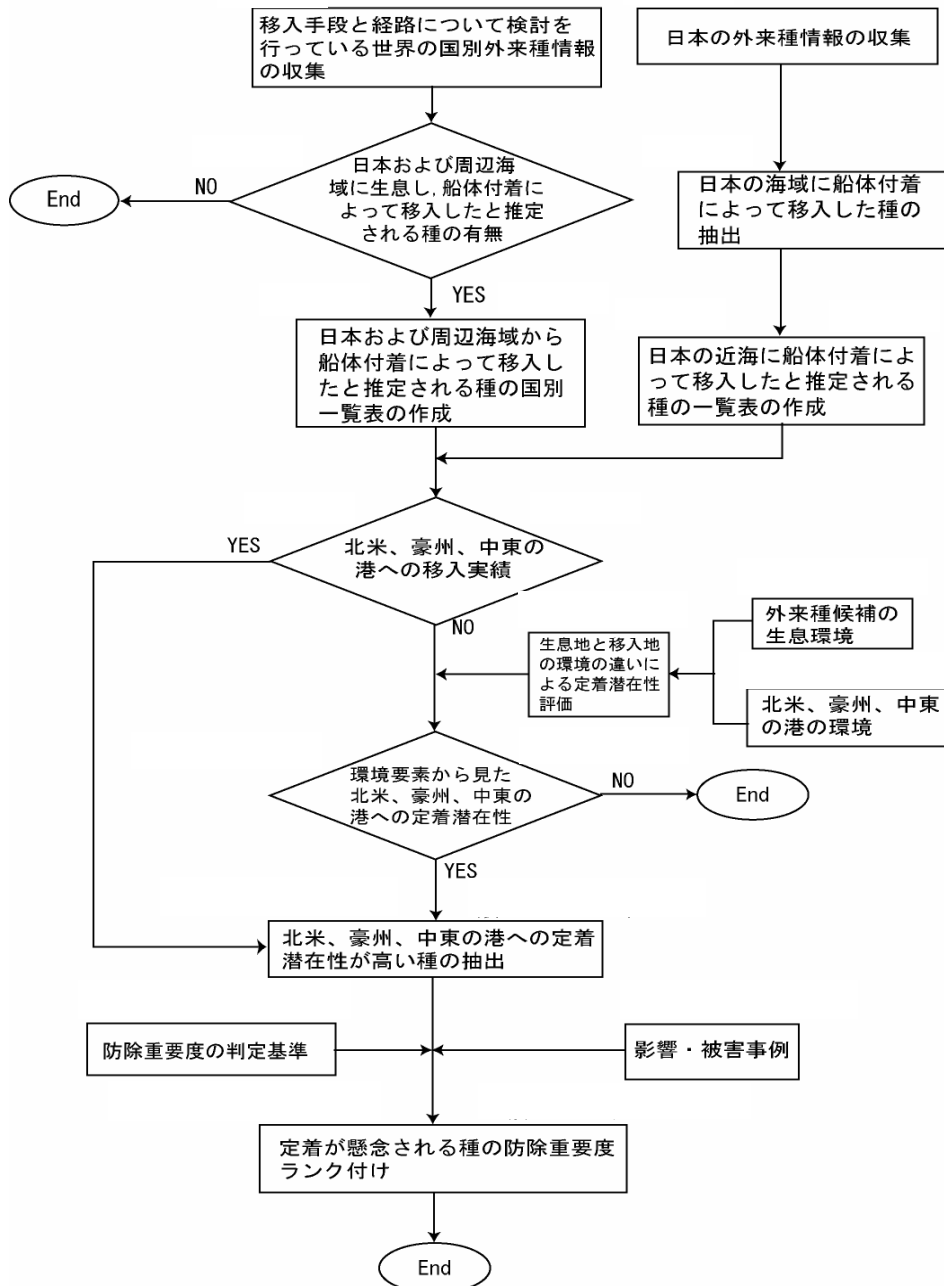 移入手段と経路について検討を
行っている世界の国別外来種情報
の収集
日本の外来種情報の収集
日本および周辺海
域に生息し,船体付着に
よって移入したと推定
される種の有無
NO
End
YES
日本の海域に船体付着
によって移入した種の
抽出
日本および周辺海域から
船体付着によって移入し
たと推定される種の国別
一覧表の作成
日本の近海に船体付着によ
って移入したと推定される
種の一覧表の作成
北米、豪州、中東の
港への移入実績
YES
NO
生息地と移入地
の環境の違いに
よる定着潜在性
評価
外来種候補の
生息環境
北米、豪州、中東
の港の環境
環境要素から見た
北米、豪州、中東の
港への定着潜在性
NO
End
YES
北米、豪州、中東の港への定着
潜在性が高い種の抽出
防除重要度の判定基準
影響・被害事例
定着が懸念される種の防除重要度
ランク付け
End